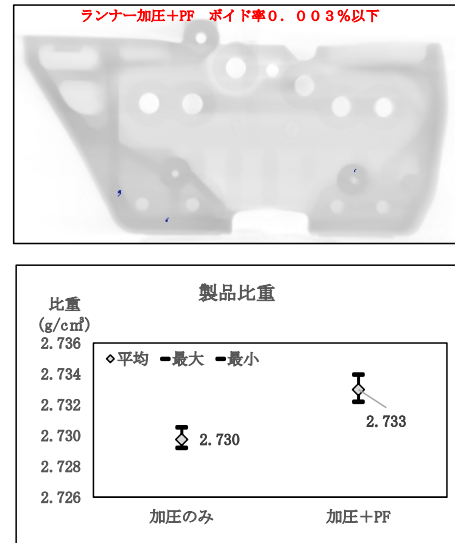 ランナー加圧+PF ボイド率0．003%以下
製品比重
比重
(g/c㎥)
2.736
2.734
2.732
2.730
2.728
2.726
◇平均 ━最大 ━最小
2.730
2.733
加圧のみ
加圧＋PF